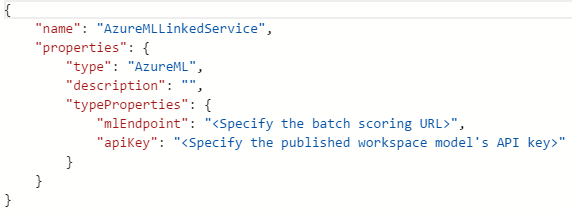 {
    "name": "AzureMLLinkedService",
    "properties": {
        "type": "AzureML",
        "description": "",
        "typeProperties": {
            "mlEndpoint": "<Specify the batch scoring URL>",
            "apiKey": "<Specify the published workspace model's API key>"
        }
    }
}